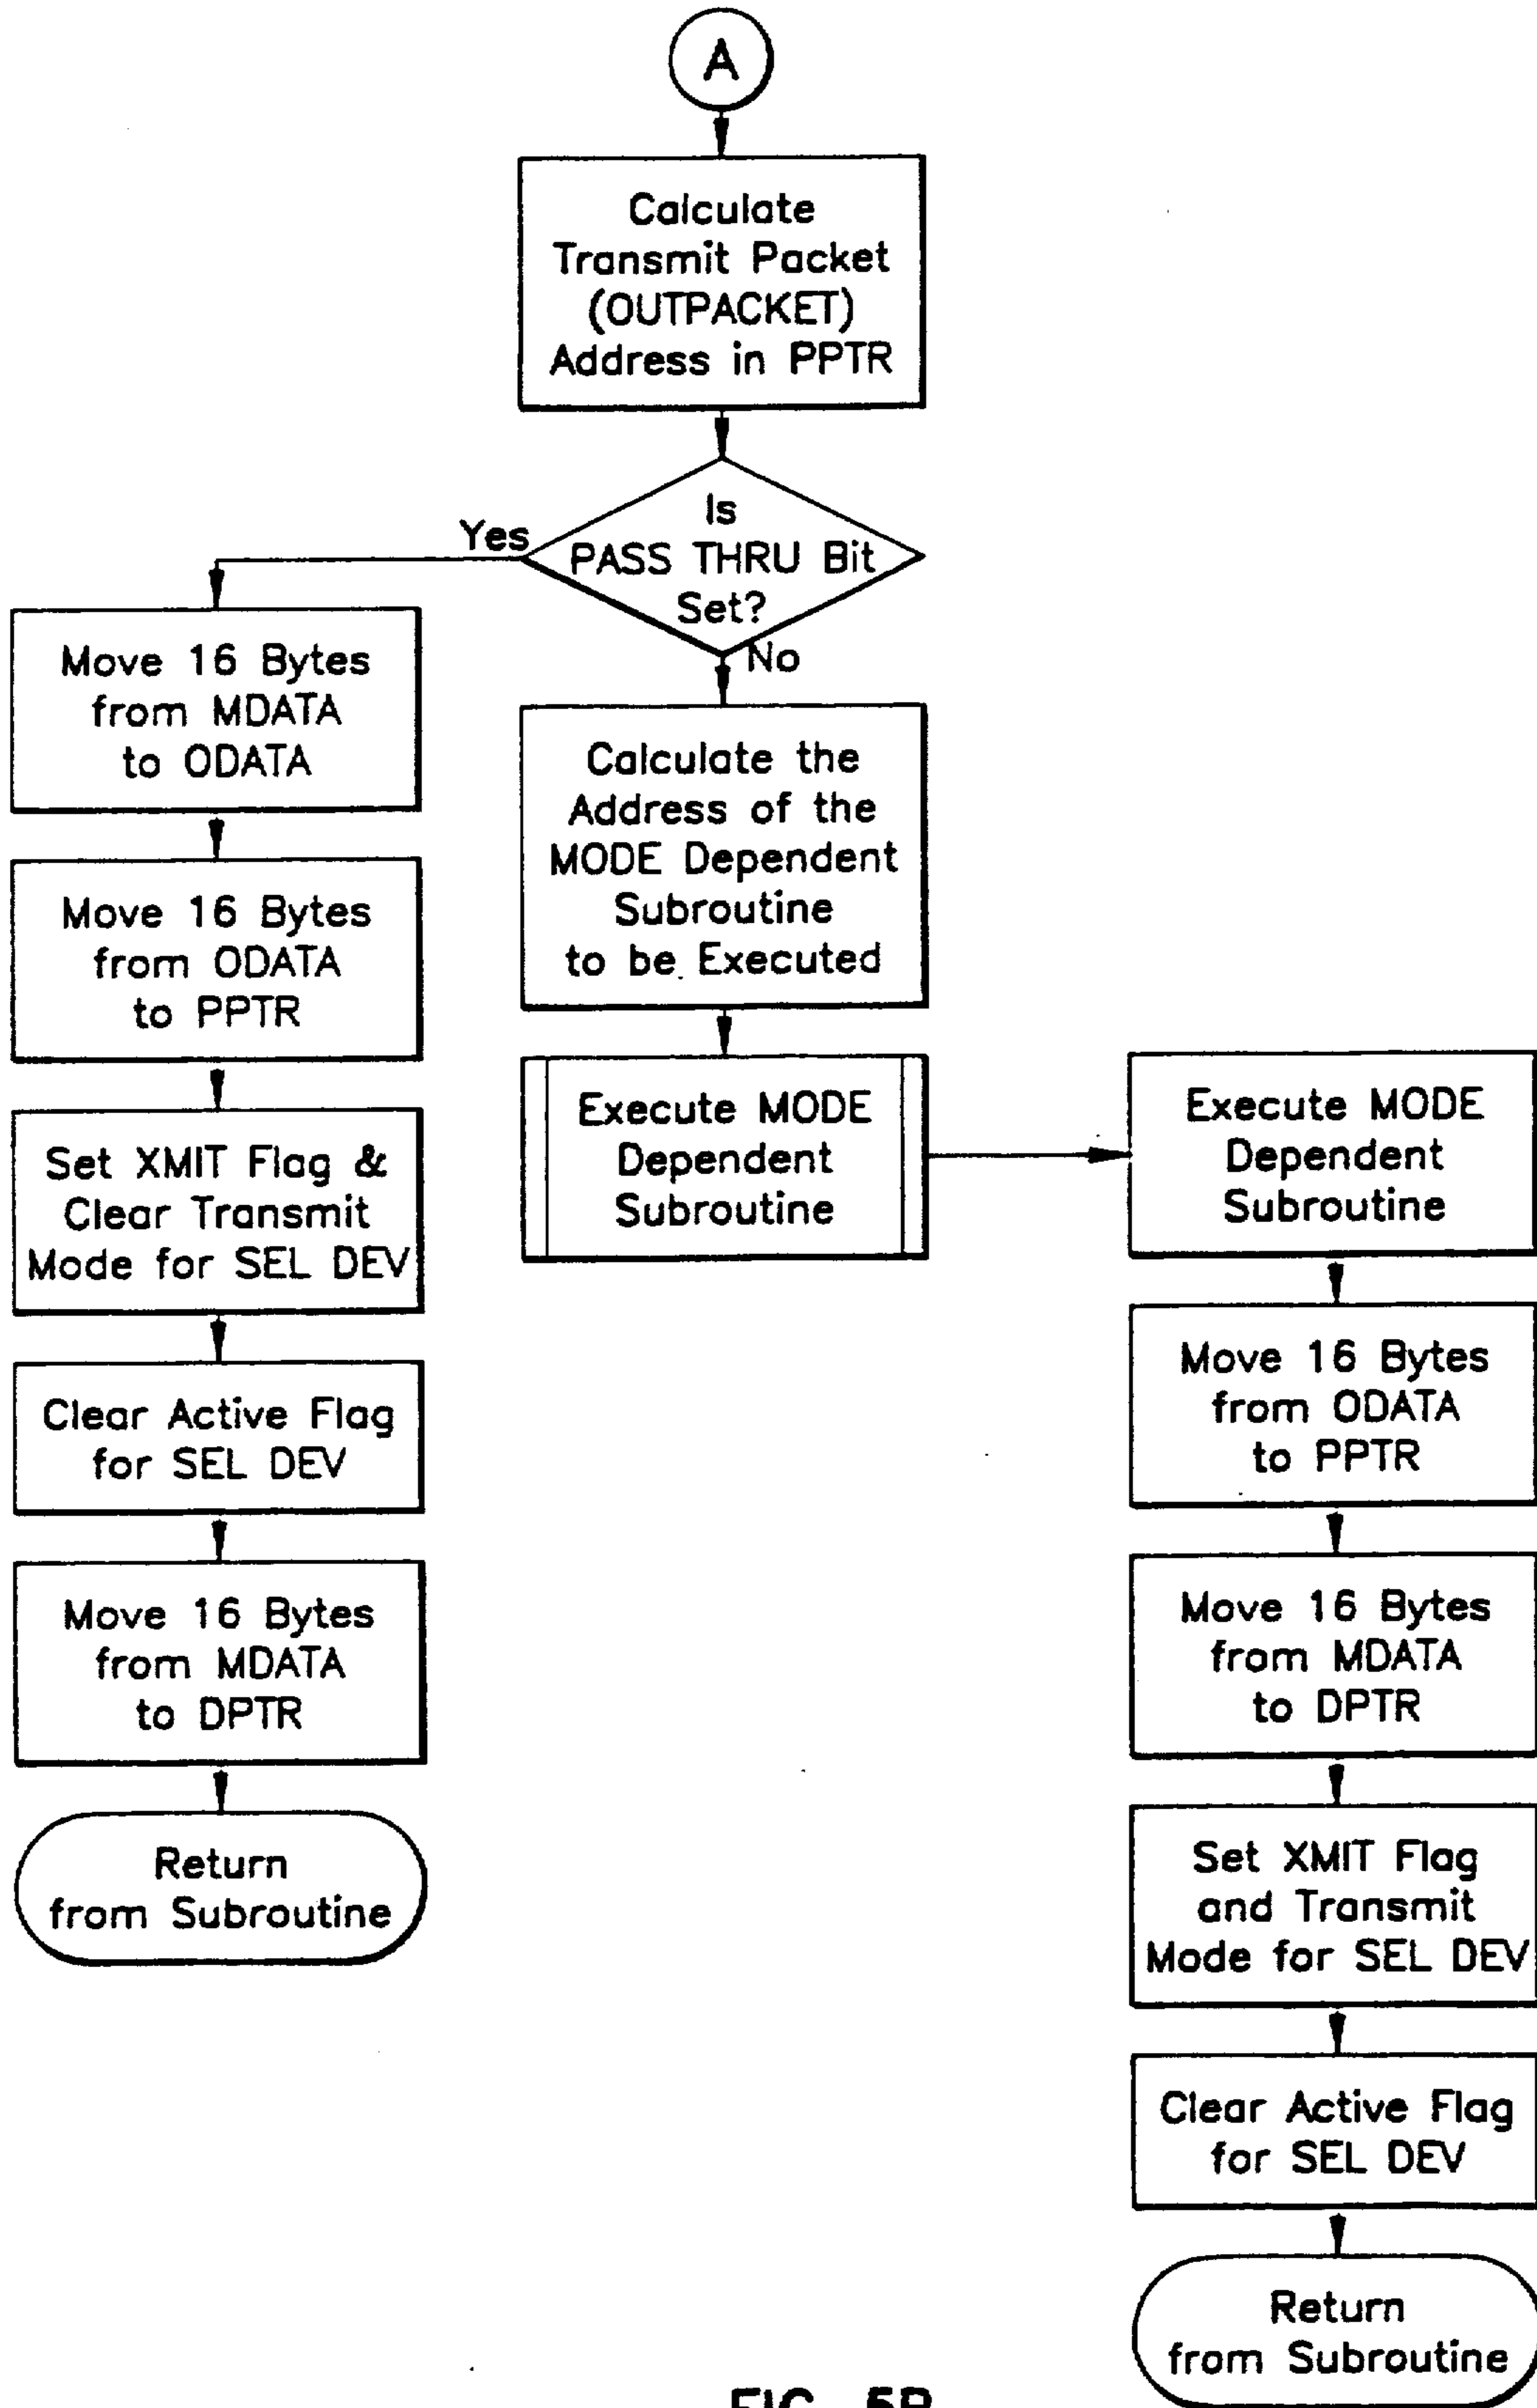 A
Calculate
Transmit Packet
(OUTPACKET)
Address in PPTR
Is
PASS THRU Bit
Set?
Yes
No
Move 16 Bytes
from MDATA
to ODATA
Move 16 Bytes
from ODATA
to PPTR
Set XMIT Flag &
Clear Transmit
Mode for SEL DEV
Clear Active Flag
for SEL DEV
Move 16 Bytes
from MDATA
to DPTR
Return
from Subroutine
Calculate the
Address of the
MODE Dependent
Subroutine
to be Executed
Execute MODE
Dependent
Subroutine
Execute MODE
Dependent
Subroutine
Move 16 Bytes
from ODATA
to PPTR
Move 16 Bytes
from MDATA
to DPTR
Set XMIT Flag
and Transmit
Mode for SEL DEV
Clear Active Flag
for SEL DEV
Return
from Subroutine
FIG. 5B